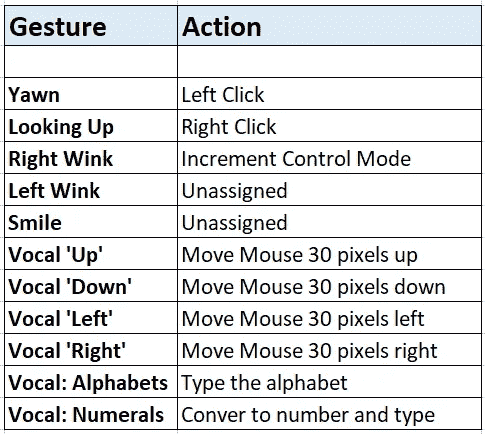 Gesture Action
Yawn Left Click
Looking Up Right Click
Right Wink Increment Control Mode
Left Wink Unassigned
Smile Unassigned
Vocal 'Up' Move Mouse 30 pixels up
Vocal 'Down' Move Mouse 30 pixels down
Vocal 'Left' Move Mouse 30 pixels left
Vocal 'Right' Move Mouse 30 pixels right
Vocal: Alphabets Type the alphabet
Vocal: Numerals Conver to number and type